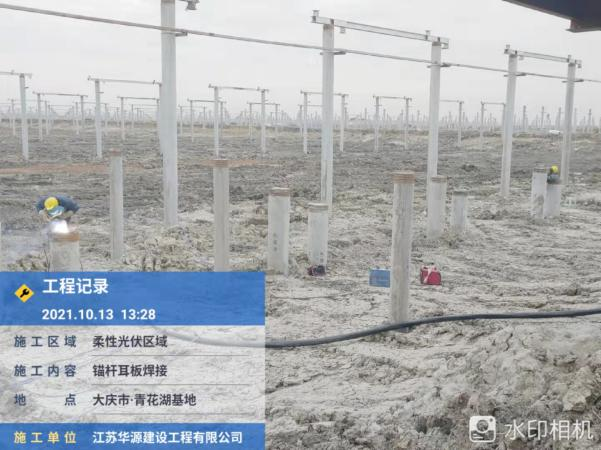 工程记录
2021.10.13 13:28
施工区域 柔性光伏区域
施工内容 锚杆耳板焊接
地点 大庆市·青花湖基地
施工单位 江苏华源建设工程有限公司
水印相机